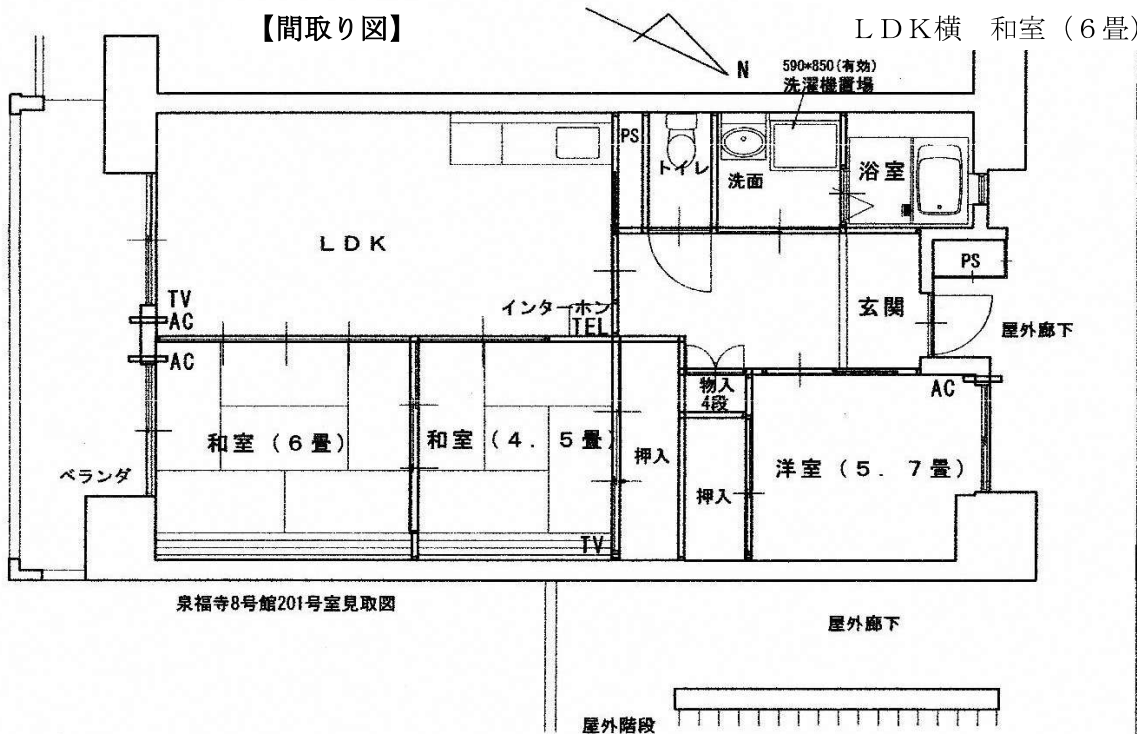 【間取り図】
LDK横 和室(6畳)
N
590*850(有効)
洗濯機置場
PS
トイレ
洗面
浴室
LDK
PS
TV
AC
インターホン
TEL
玄関
屋外廊下
AC
物入
4段
AC
和室(6畳)
和室(4.5畳)
押入
洋室(5.7畳)
ベランダ
押入
TV
泉福寺8号館201号室見取図
屋外廊下
屋外階段